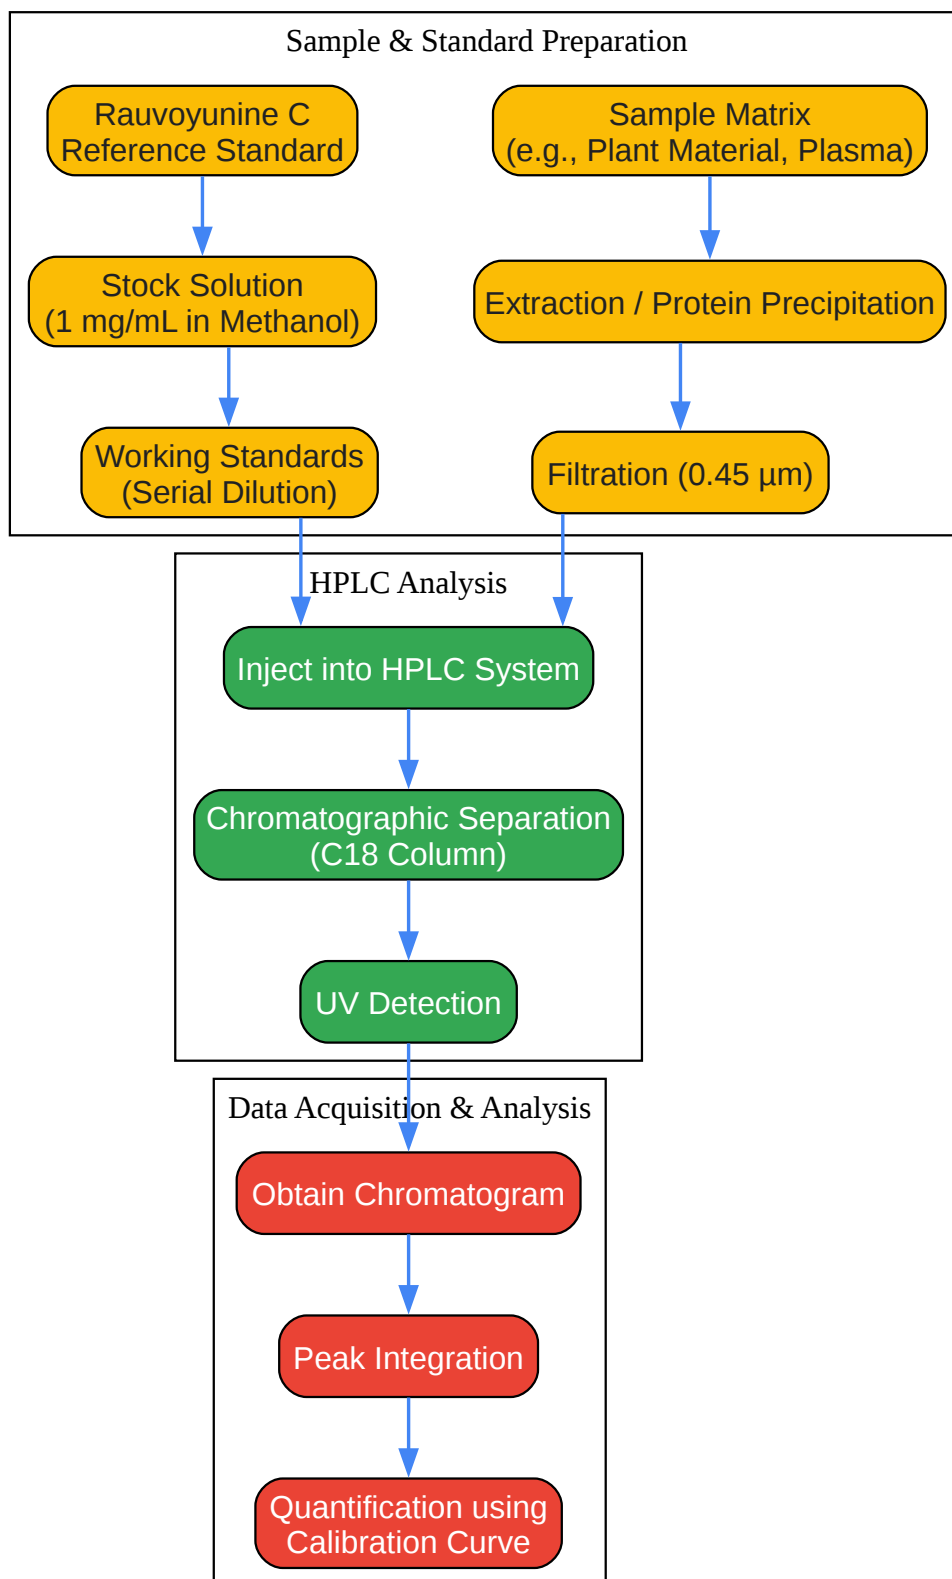 Sample & Standard Preparation
Rauvoyunine C
Reference Standard
Sample Matrix
(e.g., Plant Material, Plasma)
Stock Solution
(1 mg/mL in Methanol)
Extraction / Protein Precipitation
Working Standards
(Serial Dilution)
Filtration (0.45 µm)
HPLC Analysis
Inject into HPLC System
Chromatographic Separation
(C18 Column)
UV Detection
Data Acquisition & Analysis
Obtain Chromatogram
Peak Integration
Quantification using
Calibration Curve